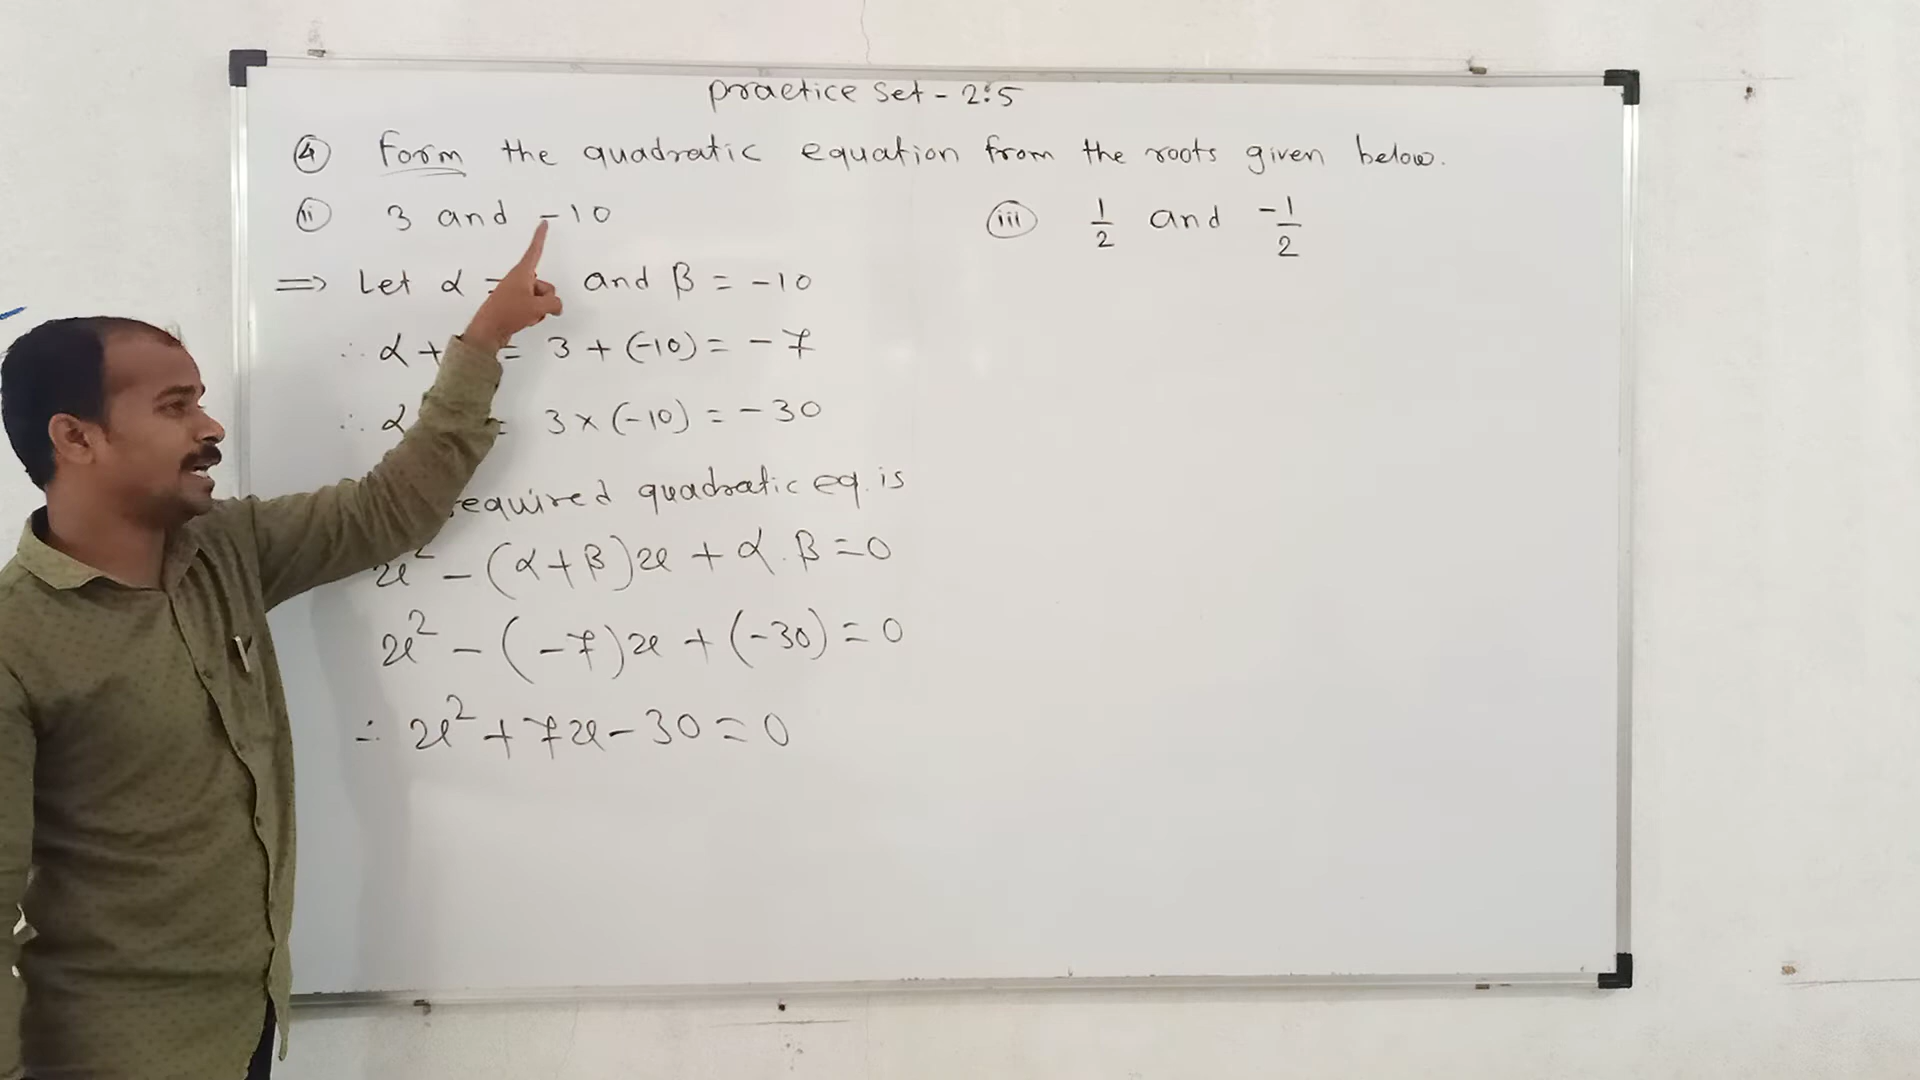 practice Set - 2.5
④ Form the quadratic equation from the roots given below.
ⅱ 3 and -10
⇒ Let α = and β = -10
∴ α + = 3 + (-10) = -7
∴ α = 3 × (-10) = -30
required quadratic eq. is
x² - (α+β)x + α.β = 0
x² - (-7)x + (-30) = 0
∴ x² + 7x - 30 = 0
ⅲ 1/2 and -1/2